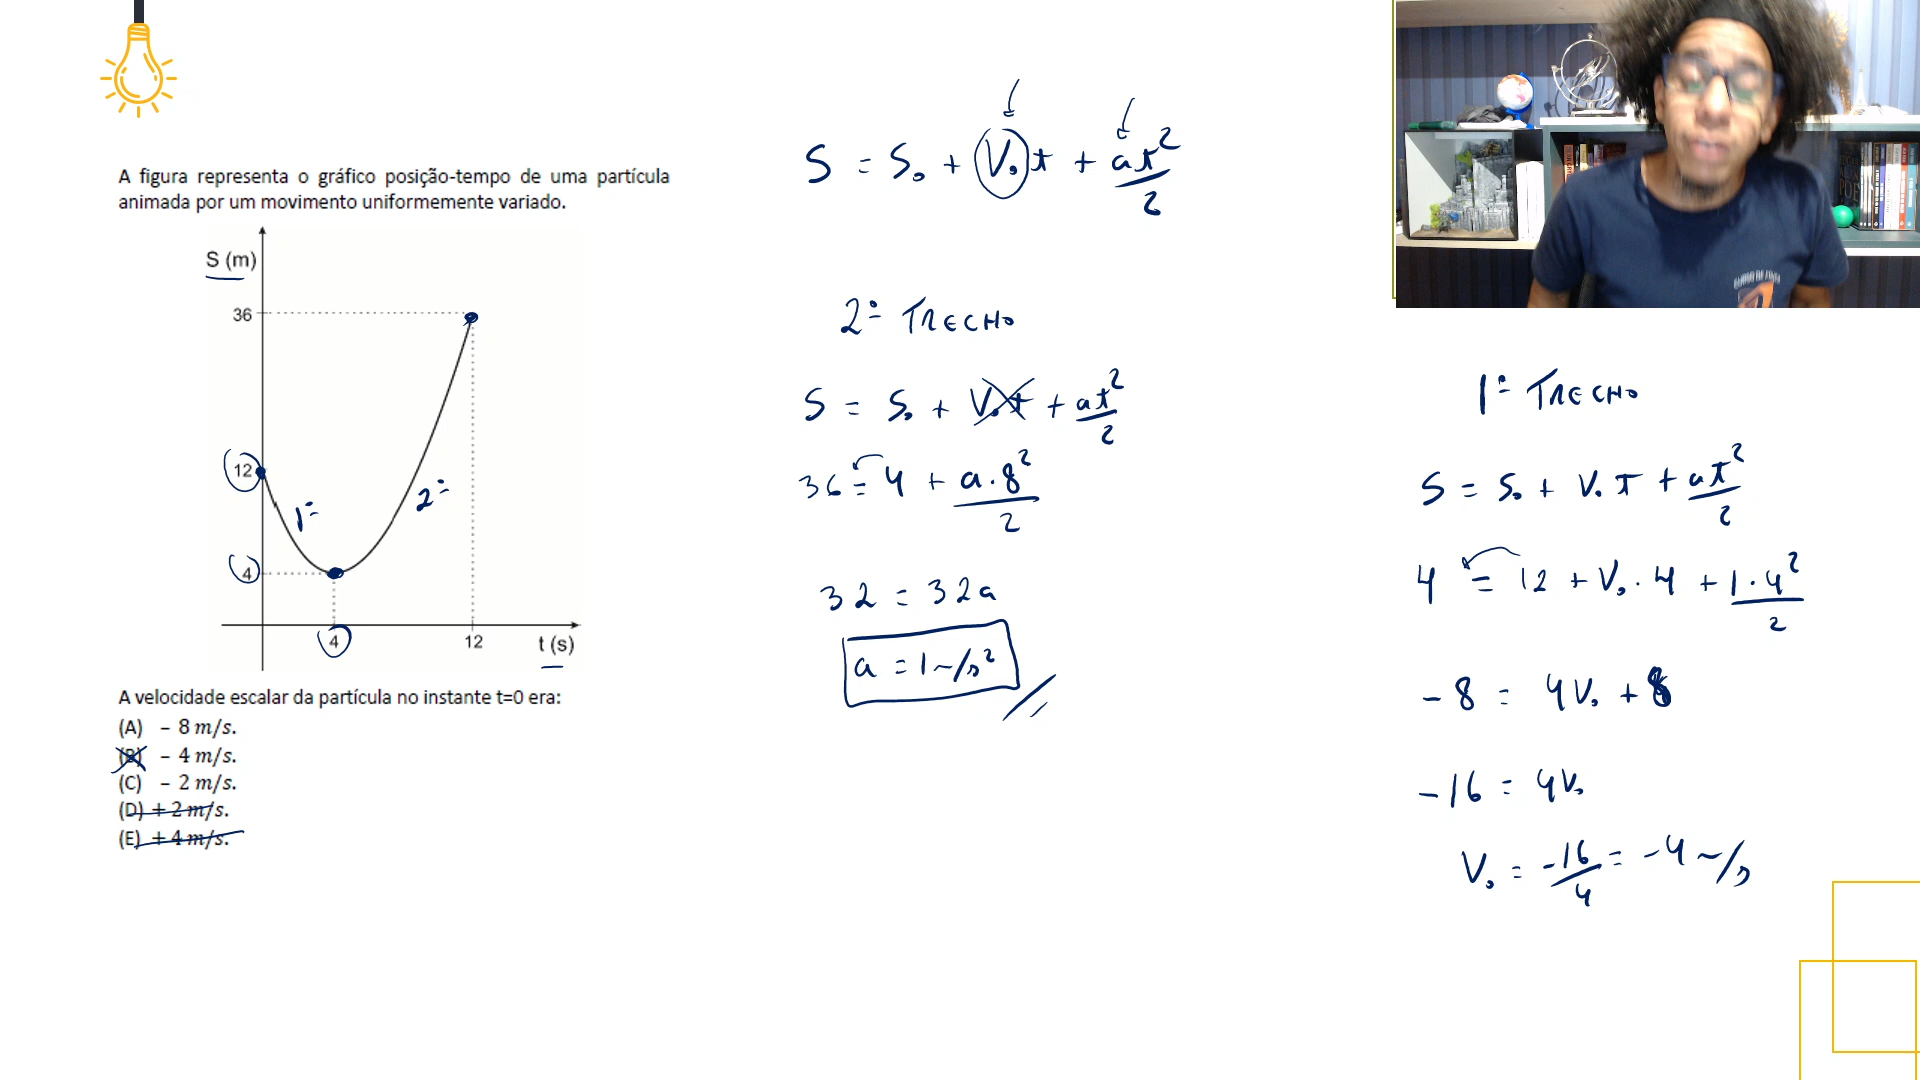 A figura representa o gráfico posição-tempo de uma partícula
animada por um movimento uniformemente variado.
S (m)
36
12
4
1º
2º
4
12
t (s)
A velocidade escalar da partícula no instante t=0 era:
(A) – 8 m/s.
(B) – 4 m/s.
(C) – 2 m/s.
(D) + 2 m/s.
(E) + 4 m/s.
S = S₀ + V₀t + at²/2
2º TRECHO
S = S₀ + V₀t + at²/2
36 = 4 + a.8²/2
32 = 32a
a = 1 m/s²
1º TRECHO
S = S₀ + V₀t + at²/2
4 = 12 + V₀.4 + 1.4²/2
-8 = 4V₀ + 8
-16 = 4V₀
V₀ = -16/4 = -4 m/s